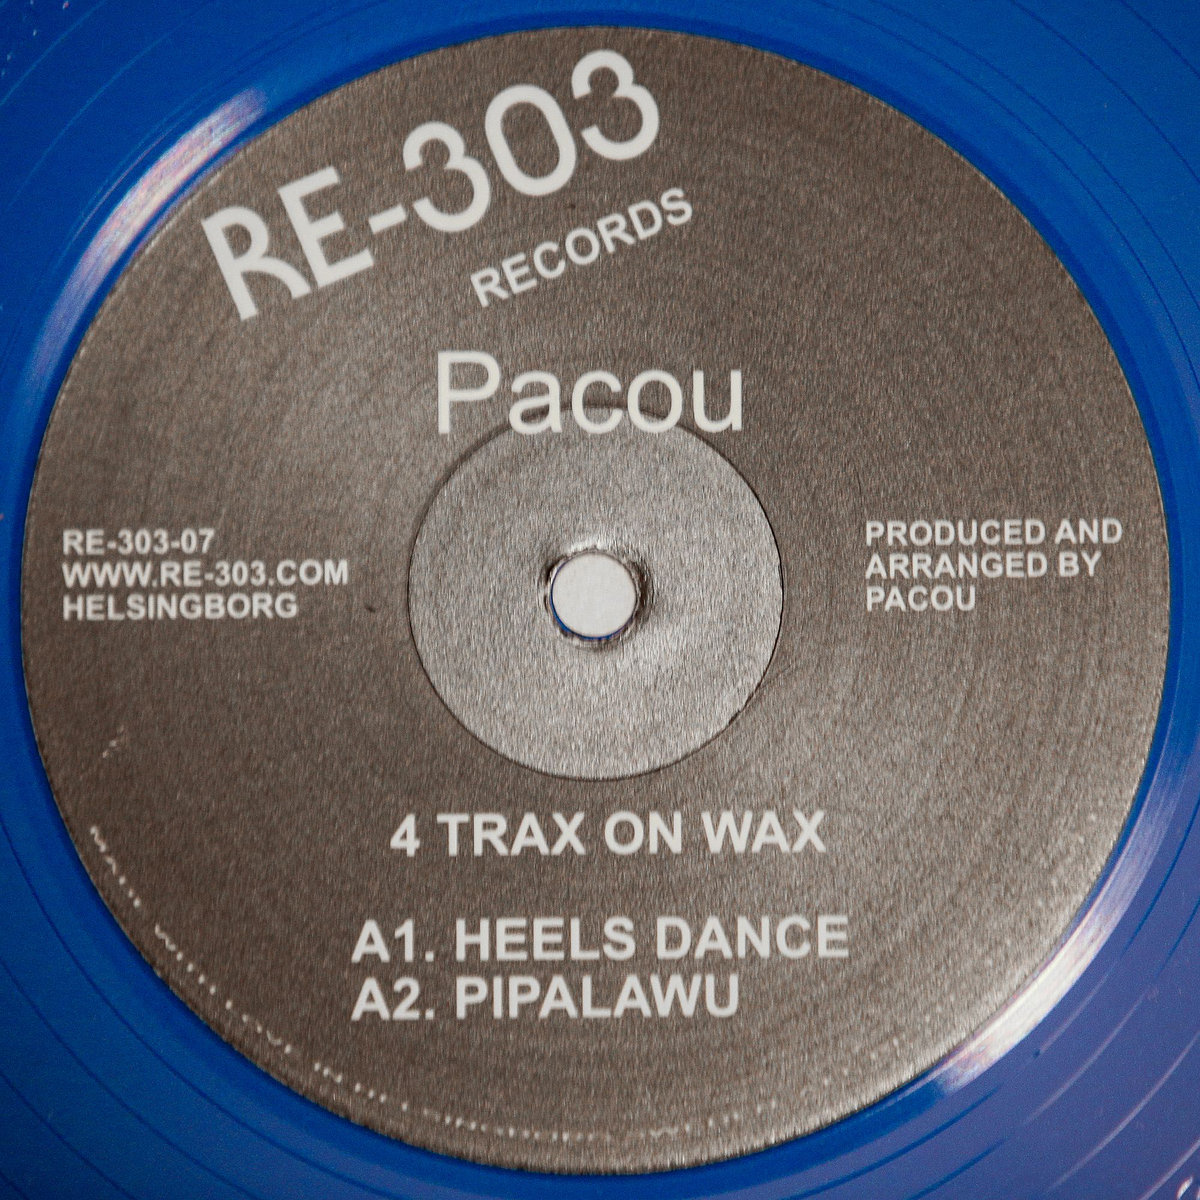 RE-303
RECORDS
Pacou
RE-303-07
WWW.RE-303.COM
HELSINGBORG
PRODUCED AND
ARRANGED BY
PACOU
4 TRAX ON WAX
A1. HEELS DANCE
A2. PIPALAWU